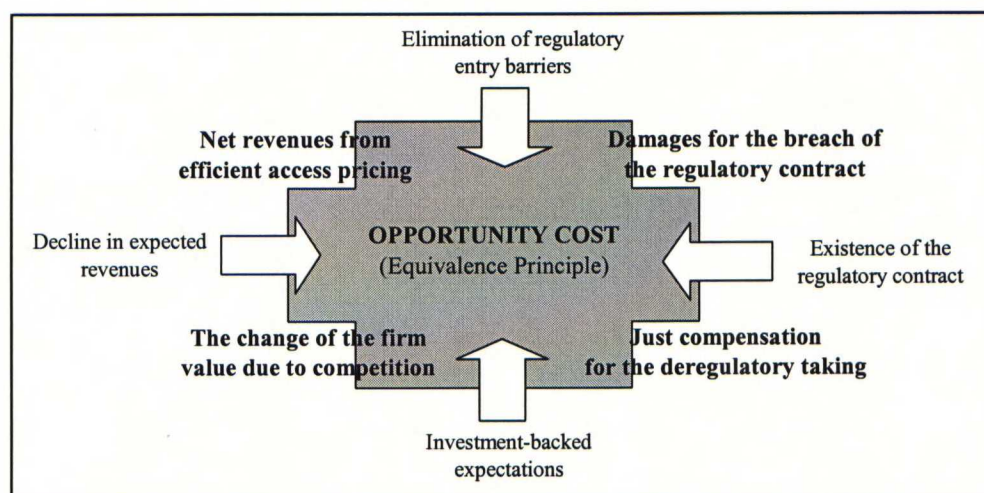 Elimination of regulatory
entry barriers
Net revenues from
efficient access pricing
Damages for the breach of
the regulatory contract
Decline in expected
revenues
OPPORTUNITY COST
(Equivalence Principle)
Existence of the
regulatory contract
The change of the firm
value due to competition
Just compensation
for the deregulatory taking
Investment-backed
expectations